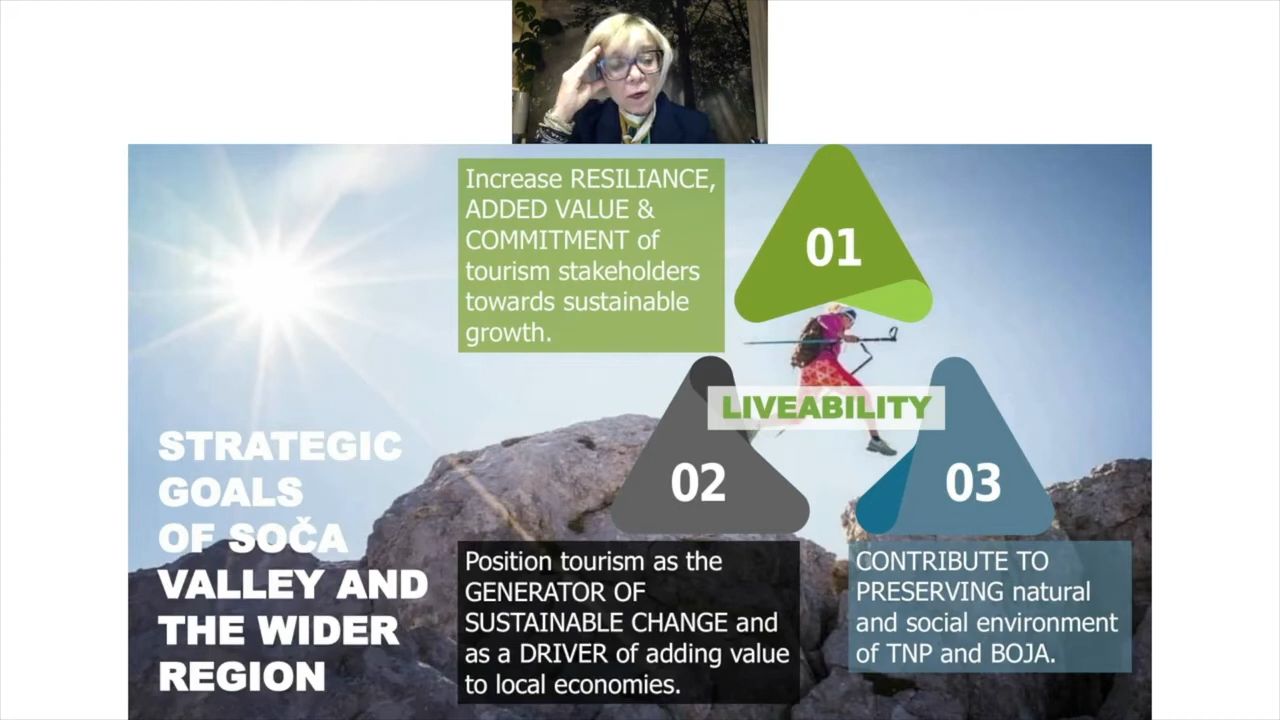 Increase RESILIANCE,
ADDED VALUE &
COMMITMENT of
tourism stakeholders
towards sustainable
growth.
01
LIVEABILITY
02
03
STRATEGIC
GOALS
OF SOČA
VALLEY AND
THE WIDER
REGION
Position tourism as the
GENERATOR OF
SUSTAINABLE CHANGE and
as a DRIVER of adding value
to local economies.
CONTRIBUTE TO
PRESERVING natural
and social environment
of TNP and BOJA.